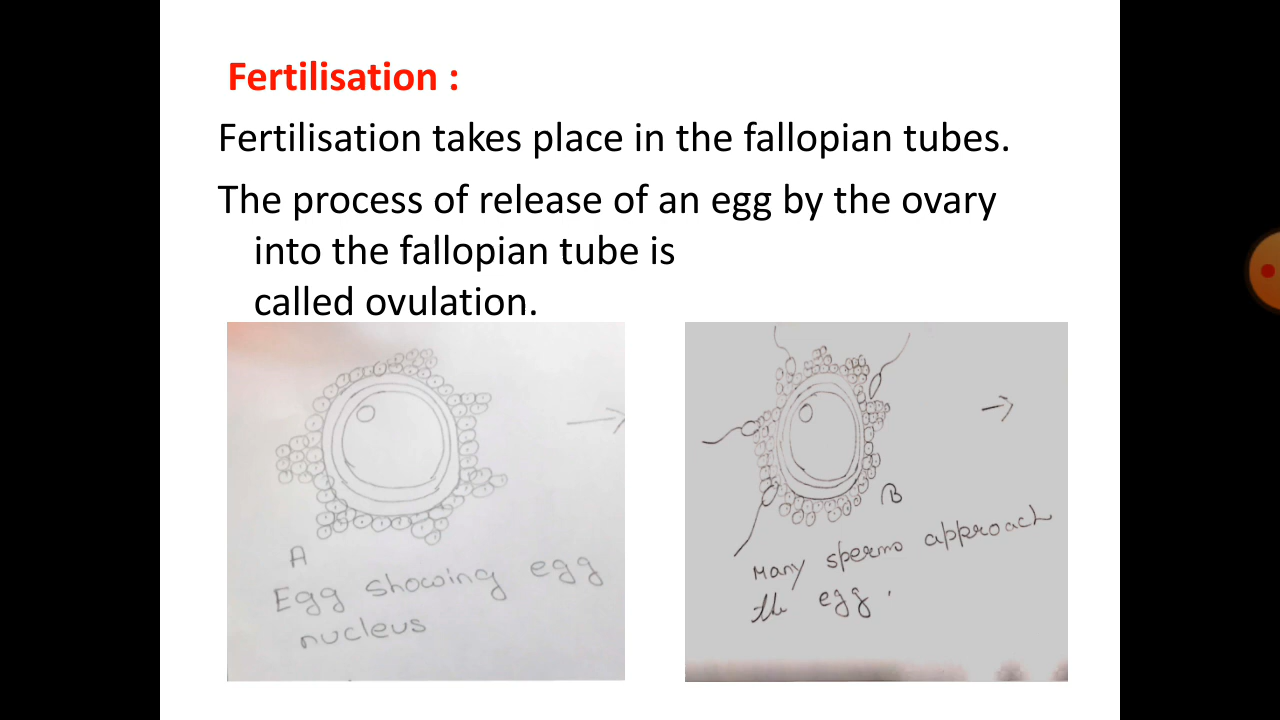 Fertilisation :
Fertilisation takes place in the fallopian tubes.
The process of release of an egg by the ovary
into the fallopian tube is
called ovulation.
A
Egg showing egg
nucleus
B
Many sperms approach
the egg.